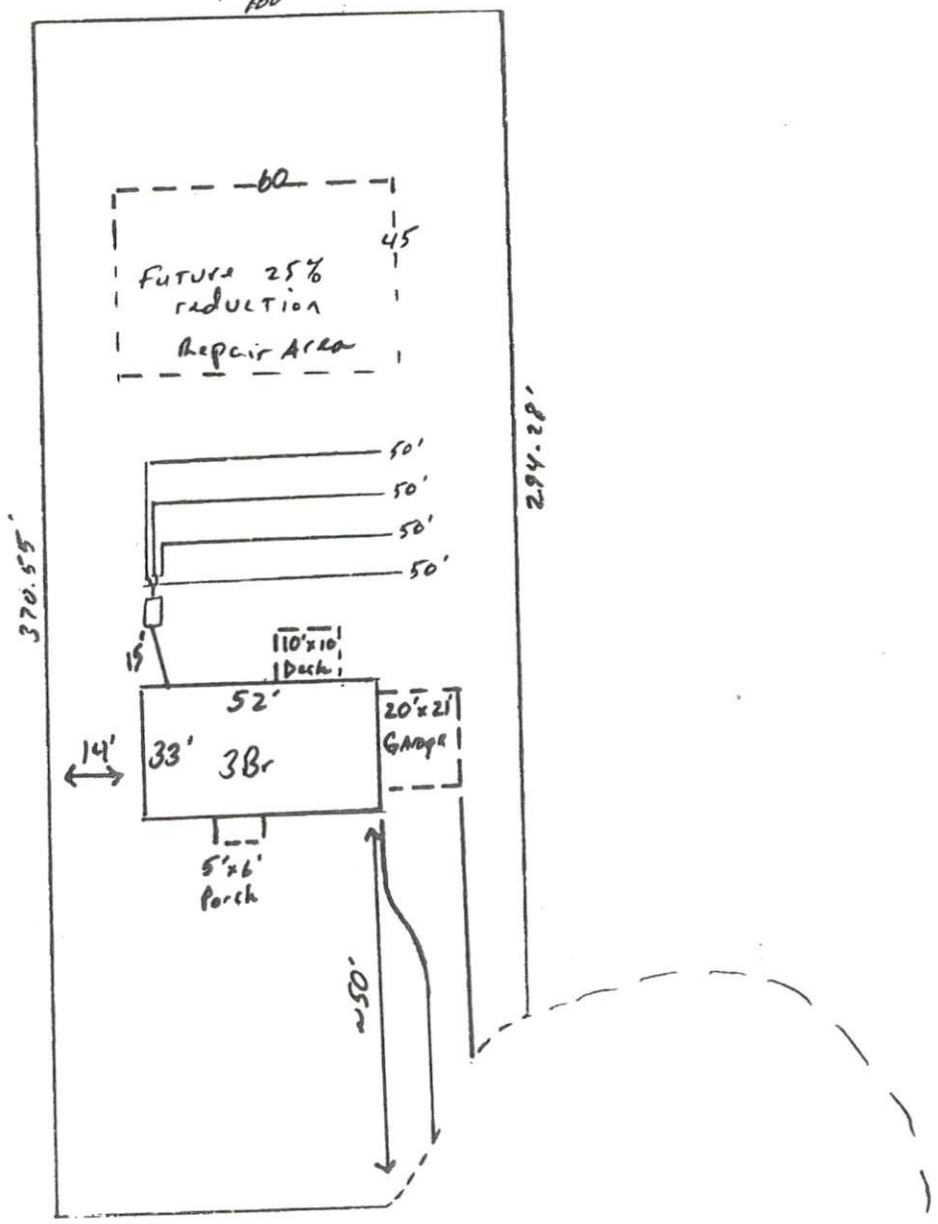 100
60
45
Future 25%
reduction
Repair Area
294.28'
370.55'
50'
50'
50'
50'
15'
10'x10'
Deck
52'
20'x21'
Garage
14'
33'
3Br
5'x6'
Porch
~50'